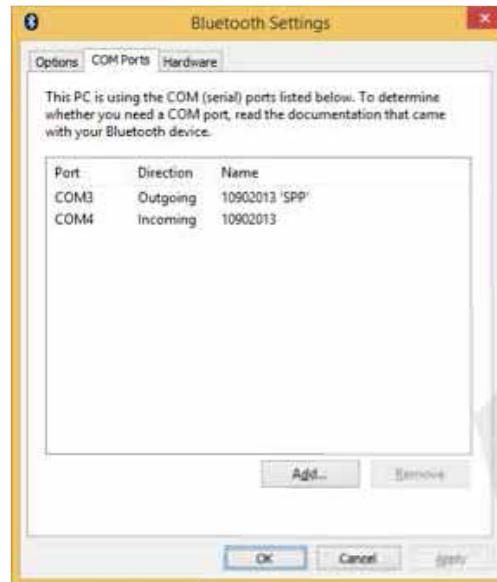 Bluetooth Settings
Options COM Ports Hardware
This PC is using the COM (serial) ports listed below. To determine
whether you need a COM port, read the documentation that came
with your Bluetooth device.
Port Direction Name
COM3 Outgoing 10902013 'SPP'
COM4 Incoming 10902013
Add... Remove
OK Cancel Apply